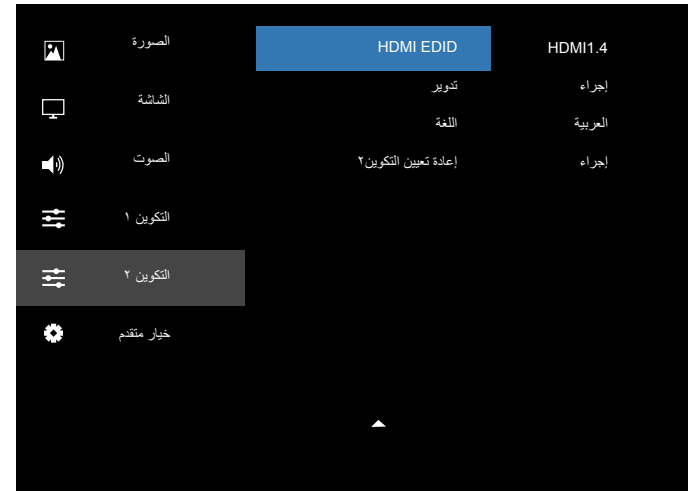 الصورة
الشاشة
الصوت
التكوين ١
التكوين ٢
خيار متقدم
HDMI EDID HDMI1.4
تدوير إجراء
اللغة العربية
إعادة تعيين التكوين٢ إجراء